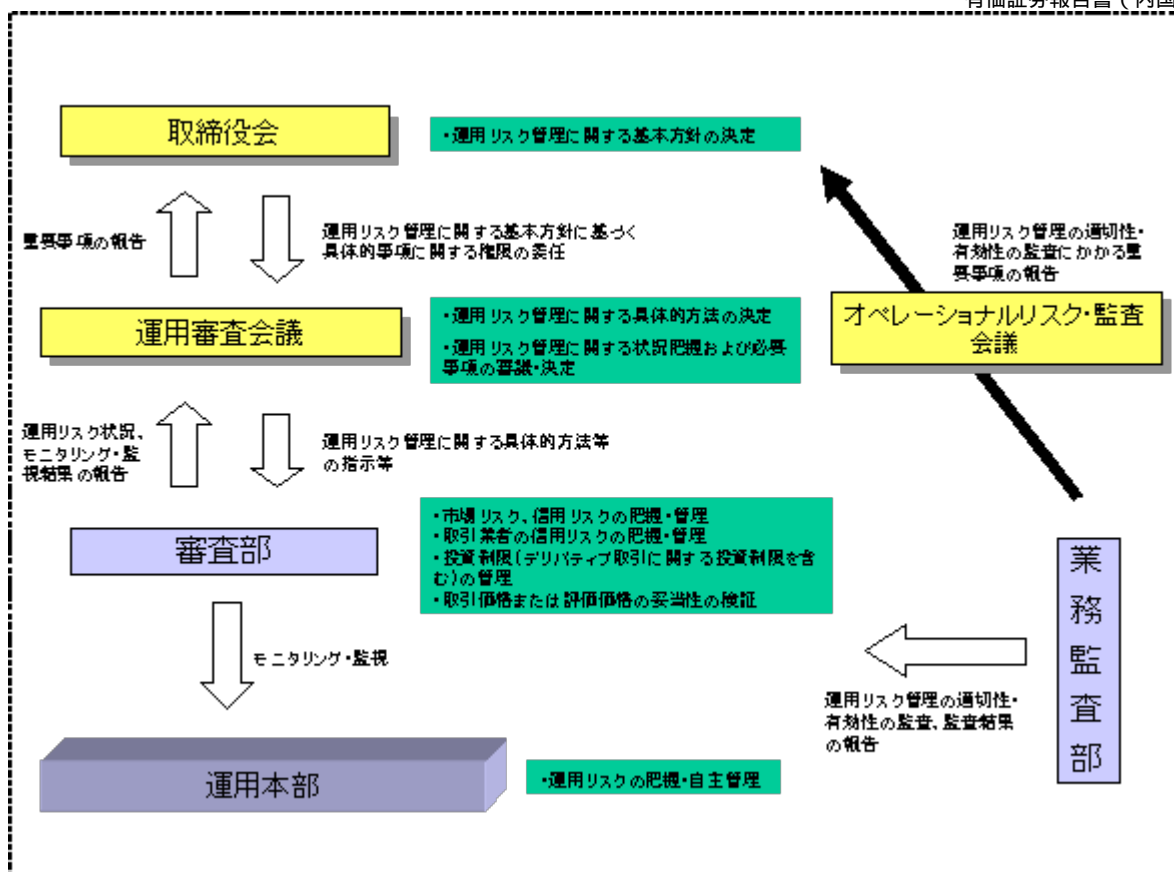 有価証券報告書(内国
取締役会
・運用リスク管理に関する基本方針の決定
重要事項の報告
運用リスク管理に関する基本方針に基づく
具体的事項に関する権限の委任
運用リスク管理の適切性・
有効性の監査にかかる重
要事項の報告
運用審査会議
・運用リスク管理に関する具体的方法の決定
・運用リスク管理に関する状況把握および必要
事項の審議・決定
オペレーショナルリスク・監査
会議
運用リスク状況、
モニタリング・監
視結果の報告
運用リスク管理に関する具体的方法等
の指示等
審査部
・市場リスク、信用リスクの把握・管理
・取引業者の信用リスクの把握・管理
・投資制限(デリバティブ取引に関する投資制限を含
む)の管理
・取引価格または評価価格の妥当性の検証
業務監査部
モニタリング・監視
運用リスク管理の適切性・
有効性の監査、監査結果
の報告
運用本部
・運用リスクの把握・自主管理